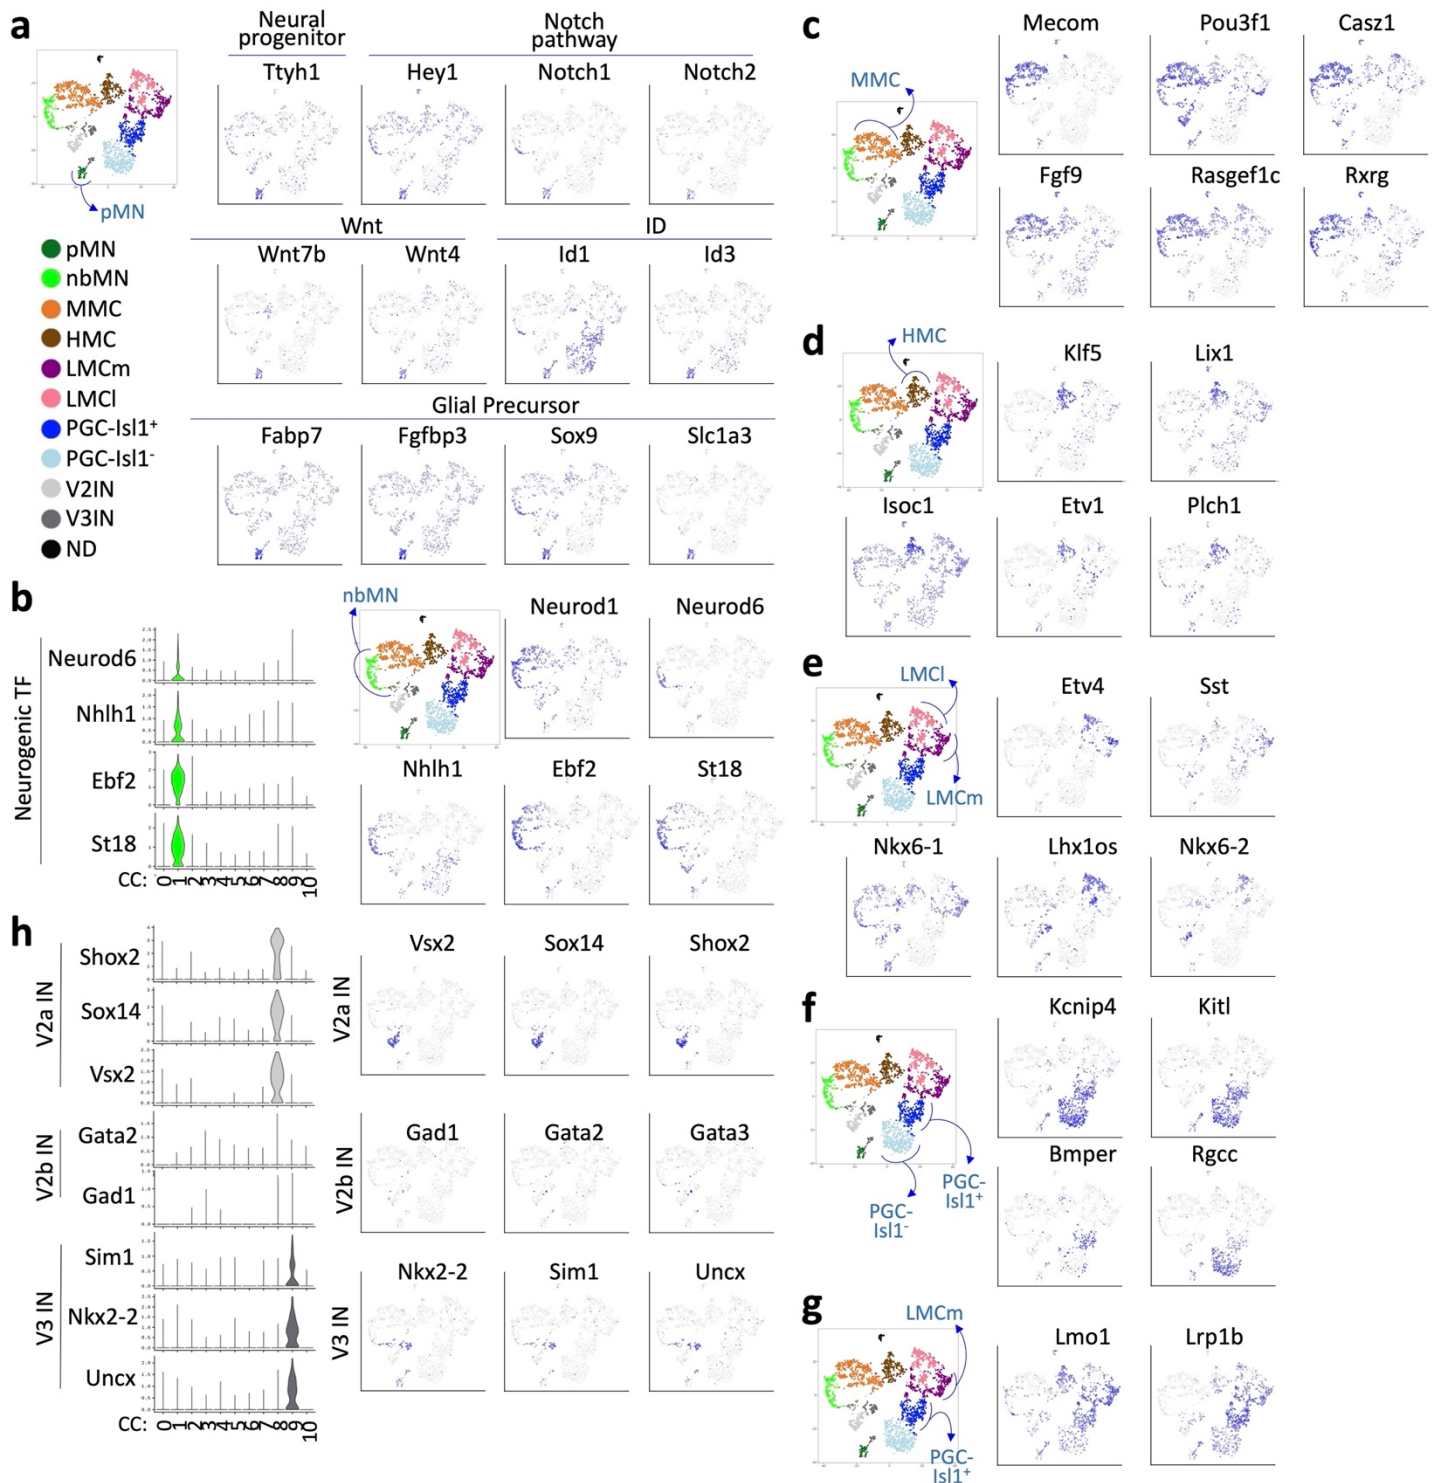 a
Neural progenitor
Notch pathway
Ttyh1 Hey1 Notch1 Notch2
pMN
Wnt ID
Wnt7b Wnt4 Id1 Id3
Glial Precursor
Fabp7 Fgfbp3 Sox9 Slc1a3
pMN
nbMN
MMC
HMC
LMCm
LMCl
PGC-Isl1+
PGC-Isl1-
V2IN
V3IN
ND
b
Neurogenic TF
Neurod6
Nhlh1
Ebf2
St18
CC: 0 1 2 3 4 5 6 7 8 9 10
nbMN
Neurod1 Neurod6
Nhlh1 Ebf2 St18
c
MMC
Mecom Pou3f1 Casz1
Fgf9 Rasgef1c Rxrg
d
HMC
Klf5 Lix1
Isoc1 Etv1 Plch1
e
LMCl
LMCm
Etv4 Sst
Nkx6-1 Lhx1os Nkx6-2
f
PGC-Isl1-
PGC-Isl1+
Kcnip4 Kitl
Bmper Rgcc
g
LMCm
PGC-Isl1+
Lmo1 Lrp1b
h
V2a IN
Shox2
Sox14
Vsx2
V2b IN
Gata2
Gad1
V3 IN
Sim1
Nkx2-2
Uncx
CC: 0 1 2 3 4 5 6 7 8 9 10
V2a IN
Vsx2 Sox14 Shox2
V2b IN
Gad1 Gata2 Gata3
V3 IN
Nkx2-2 Sim1 Uncx